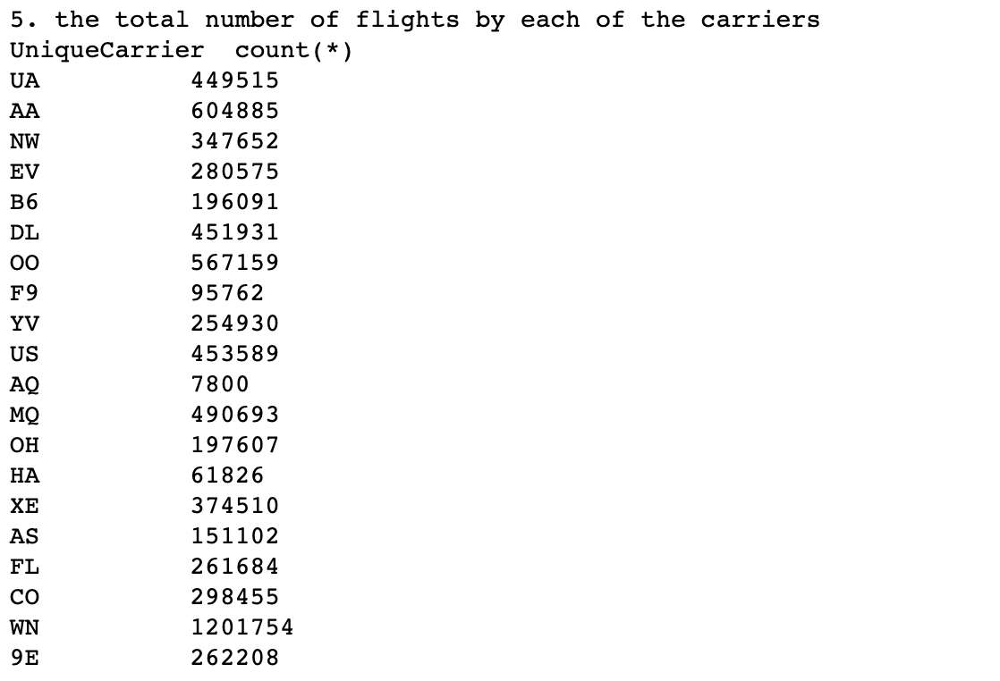 5. the total number of flights by each of the carriers
UniqueCarrier count(*)
UA 449515
AA 604885
NW 347652
EV 280575
B6 196091
DL 451931
OO 567159
F9 95762
YV 254930
US 453589
AQ 7800
MQ 490693
OH 197607
HA 61826
XE 374510
AS 151102
FL 261684
CO 298455
WN 1201754
9E 262208